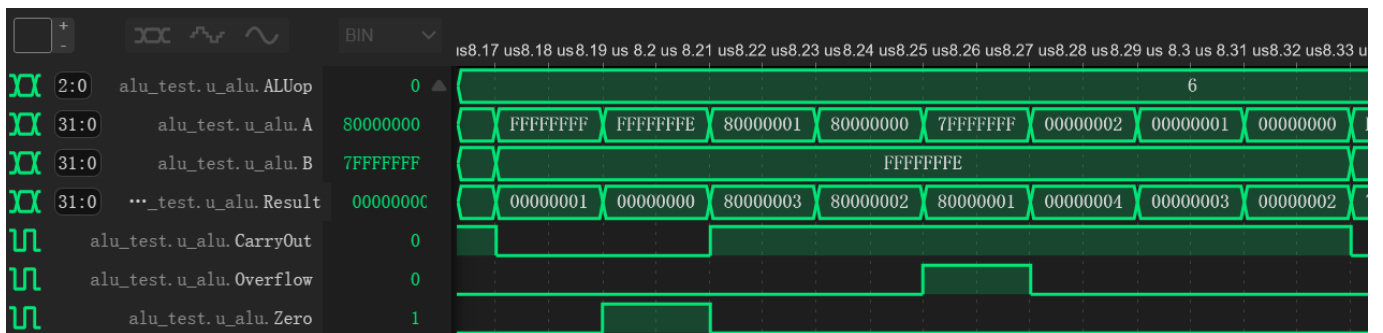 +
-
BIN
us8.17 us8.18 us8.19 us 8.2 us 8.21 us8.22 us8.23 us8.24 us8.25 us8.26 us8.27 us8.28 us8.29 us 8.3 us 8.31 us8.32 us8.33 u
2:0 alu_test.u_alu.ALUop 0 6
31:0 alu_test.u_alu.A 80000000 FFFFFFFF FFFFFFFE 80000001 80000000 7FFFFFFF 00000002 00000001 00000000
31:0 alu_test.u_alu.B 7FFFFFFF FFFFFFFE
31:0 ···_test.u_alu.Result 00000000 00000001 00000000 80000003 80000002 80000001 00000004 00000003 00000002
alu_test.u_alu.CarryOut 0
alu_test.u_alu.Overflow 0
alu_test.u_alu.Zero 1